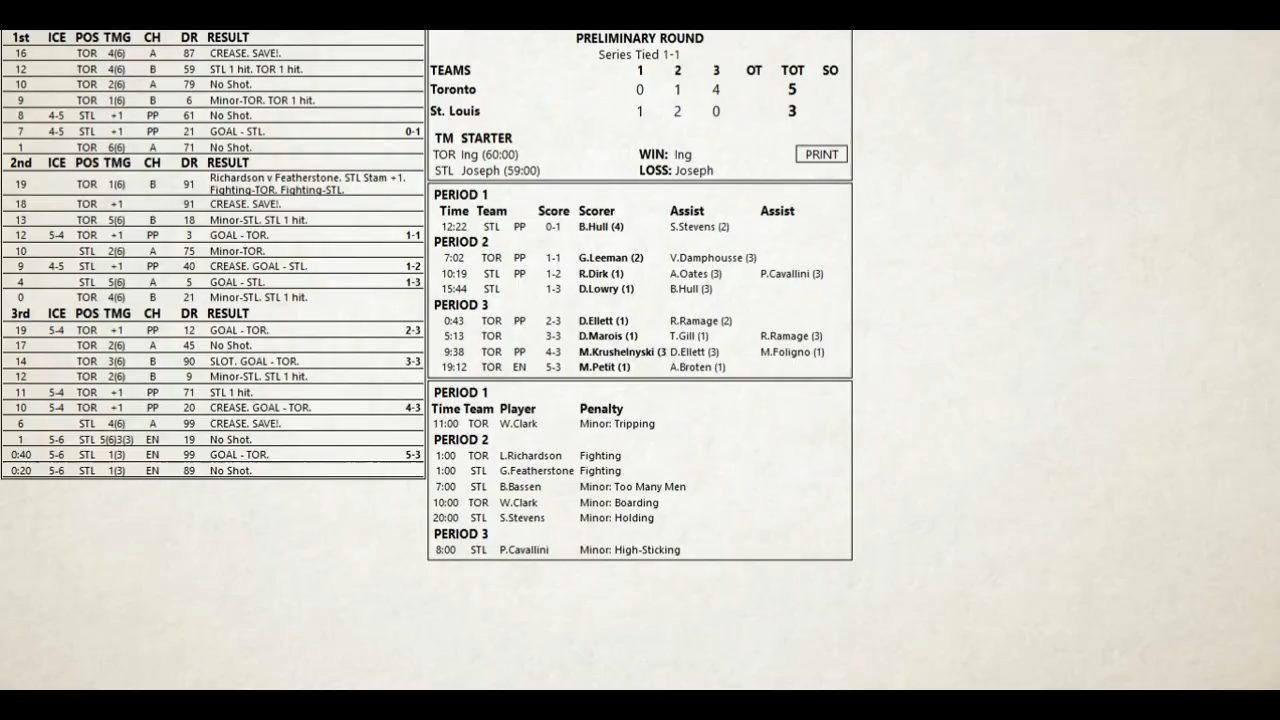 1st ICE POS TMG CH DR RESULT
16 TOR 4(6) A 87 CREASE. SAVE!.
12 TOR 4(6) B 59 STL 1 hit. TOR 1 hit.
10 TOR 2(6) A 79 No Shot.
9 TOR 1(6) B 6 Minor-TOR. TOR 1 hit.
8 4-5 STL +1 PP 61 No Shot.
7 4-5 STL +1 PP 21 GOAL - STL. 0-1
1 TOR 6(6) A 71 No Shot.
2nd ICE POS TMG CH DR RESULT
19 TOR 1(6) B 91 Richardson v Featherstone. STL Stam +1.
Fighting-TOR. Fighting-STL.
18 TOR +1 91 CREASE. SAVE!.
13 TOR 5(6) B 18 Minor-STL. STL 1 hit.
12 5-4 TOR +1 PP 3 GOAL - TOR. 1-1
10 STL 2(6) A 75 Minor-TOR.
9 4-5 STL +1 PP 40 CREASE. GOAL - STL. 1-2
4 STL 5(6) A 5 GOAL - STL. 1-3
0 TOR 4(6) B 21 Minor-STL. STL 1 hit.
3rd ICE POS TMG CH DR RESULT
19 5-4 TOR +1 PP 12 GOAL - TOR. 2-3
17 TOR 2(6) A 45 No Shot.
14 TOR 3(6) B 90 SLOT. GOAL - TOR. 3-3
12 TOR 2(6) B 9 Minor-STL. STL 1 hit.
11 5-4 TOR +1 PP 71 STL 1 hit.
10 5-4 TOR +1 PP 20 CREASE. GOAL - TOR. 4-3
6 STL 4(6) A 99 CREASE. SAVE!.
1 5-6 STL 5(6)3(3) EN 19 No Shot.
0:40 5-6 STL 1(3) EN 99 GOAL - TOR. 5-3
0:20 5-6 STL 1(3) EN 89 No Shot.
PRELIMINARY ROUND
Series Tied 1-1
TEAMS 1 2 3 OT TOT SO
Toronto 0 1 4 5
St. Louis 1 2 0 3
TM STARTER
TOR Ing (60:00) WIN: Ing PRINT
STL Joseph (59:00) LOSS: Joseph
PERIOD 1
Time Team Score Scorer Assist Assist
12:22 STL PP 0-1 B.Hull (4) S.Stevens (2)
PERIOD 2
7:02 TOR PP 1-1 G.Leeman (2) V.Damphousse (3)
10:19 STL PP 1-2 R.Dirk (1) A.Oates (3) P.Cavallini (3)
15:44 STL 1-3 D.Lowry (1) B.Hull (3)
PERIOD 3
0:43 TOR PP 2-3 D.Ellett (1) R.Ramage (2)
5:13 TOR 3-3 D.Marois (1) T.Gill (1) R.Ramage (3)
9:38 TOR PP 4-3 M.Krushelnyski (3 D.Ellett (3) M.Foligno (1)
19:12 TOR EN 5-3 M.Petit (1) A.Broten (1)
PERIOD 1
Time Team Player Penalty
11:00 TOR W.Clark Minor: Tripping
PERIOD 2
1:00 TOR L.Richardson Fighting
1:00 STL G.Featherstone Fighting
7:00 STL B.Bassen Minor: Too Many Men
10:00 TOR W.Clark Minor: Boarding
20:00 STL S.Stevens Minor: Holding
PERIOD 3
8:00 STL P.Cavallini Minor: High-Sticking